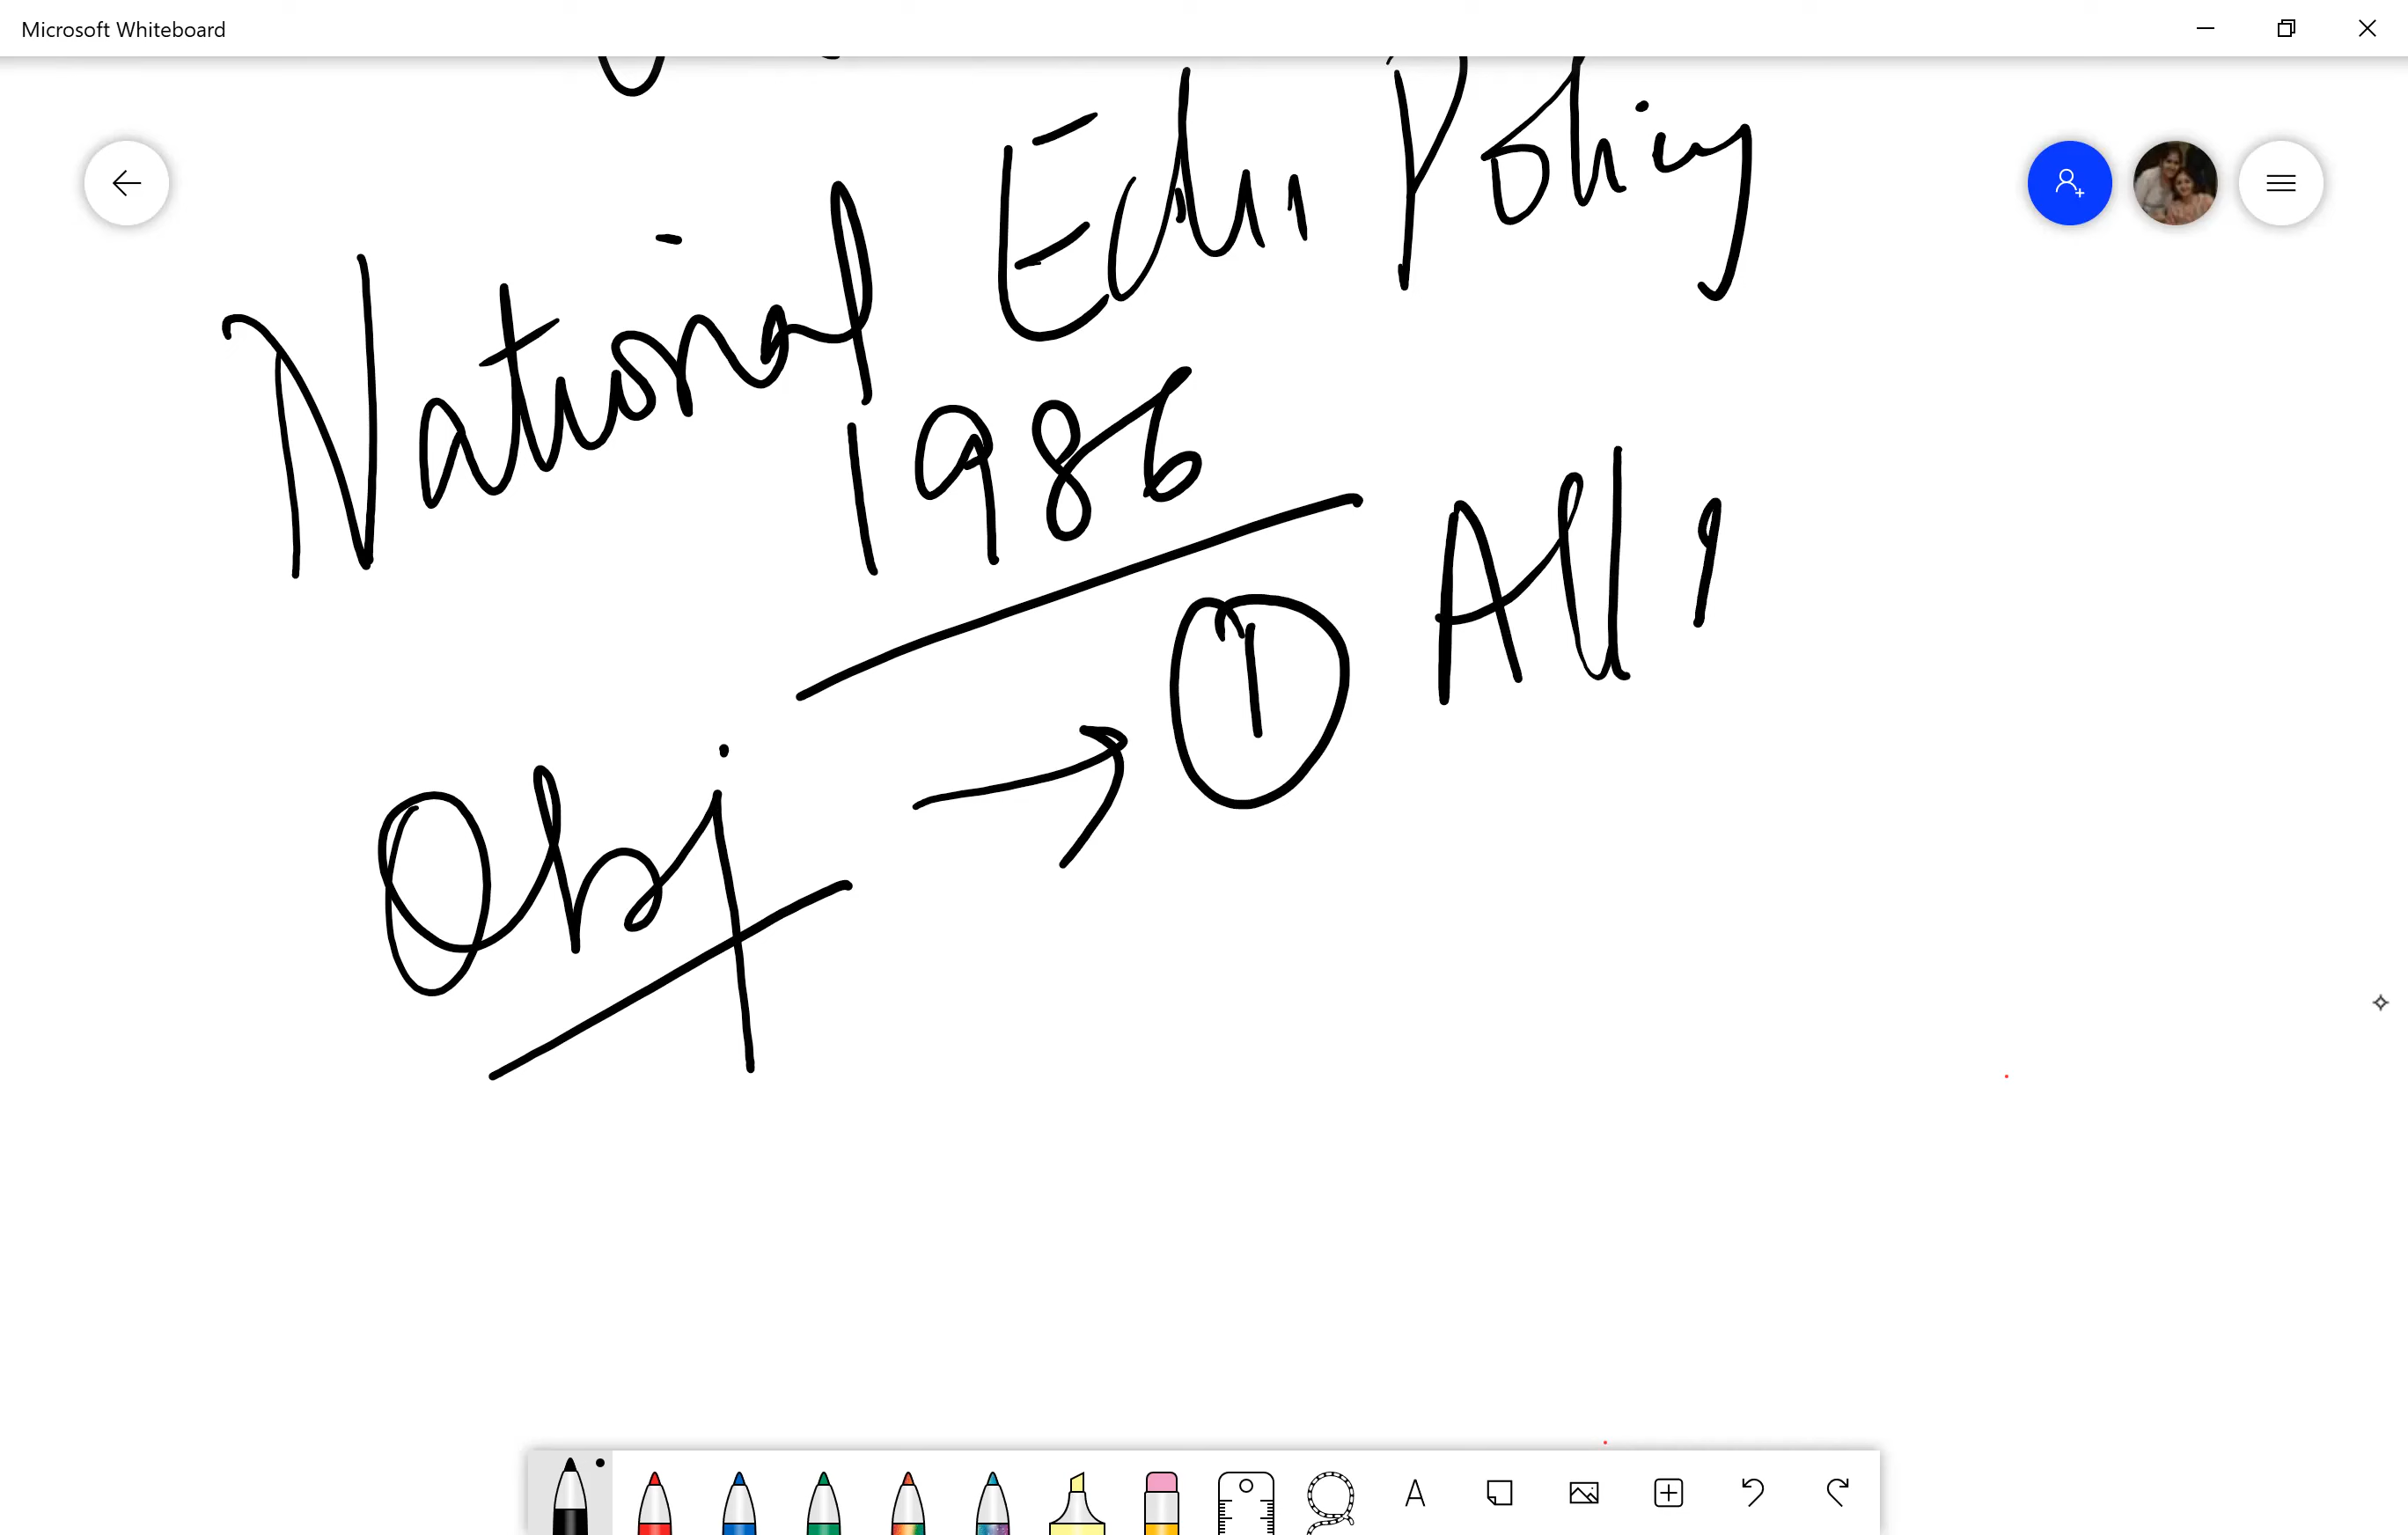 Microsoft Whiteboard
National Edu, Policy
1986
Obj → ① All